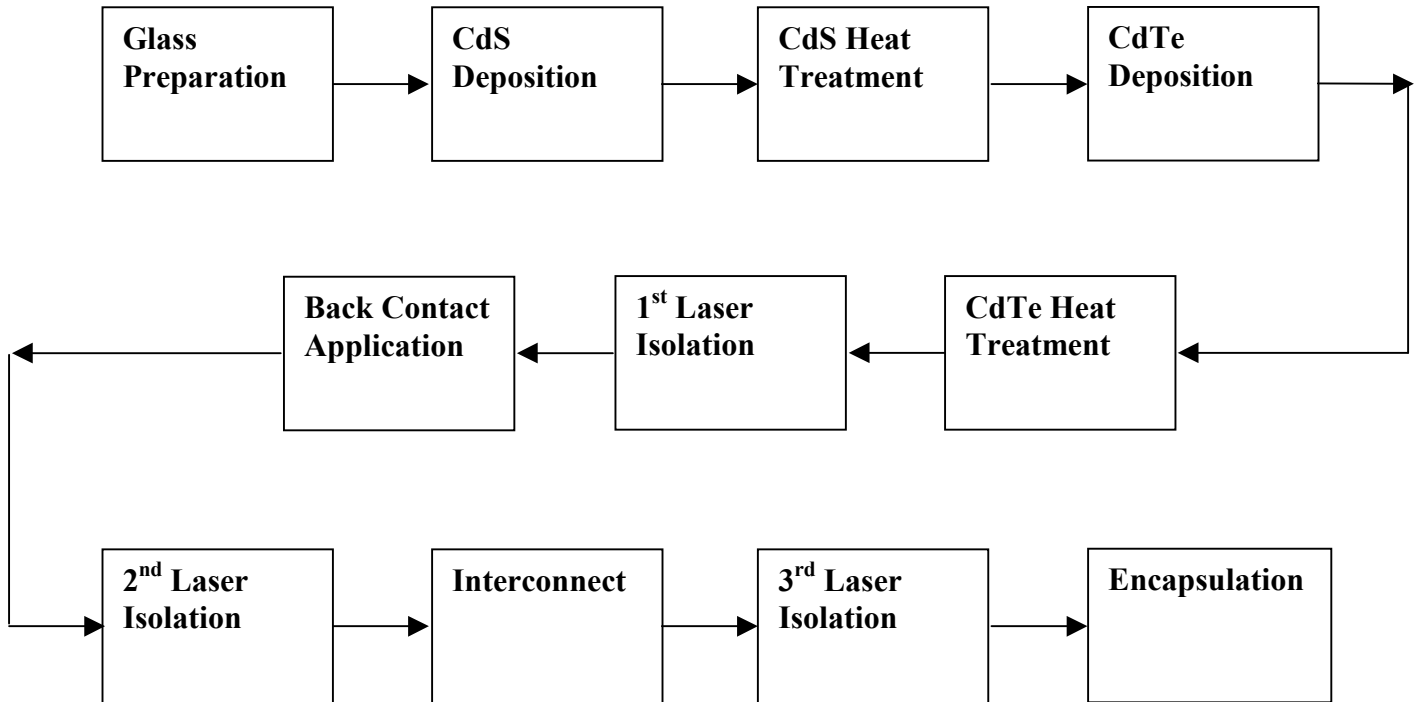 Glass
Preparation
CdS
Deposition
CdS Heat
Treatment
CdTe
Deposition
Back Contact
Application
1st Laser
Isolation
CdTe Heat
Treatment
2nd Laser
Isolation
Interconnect
3rd Laser
Isolation
Encapsulation